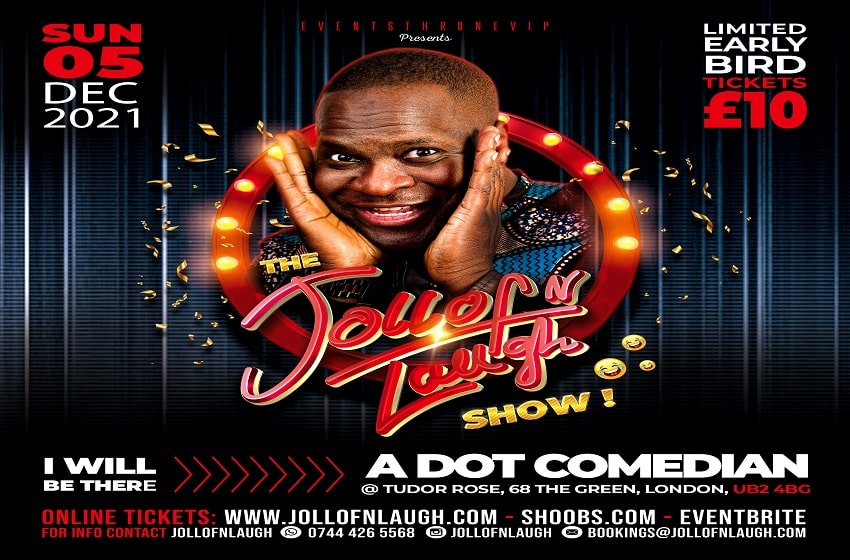 EVENTSTHRONEVIP
Presents
SUN
05
DEC
2021
LIMITED
EARLY
BIRD
TICKETS
£10
THE
Jollof N
Laugh
SHOW!
I WILL
BE THERE
A DOT COMEDIAN
@ TUDOR ROSE, 68 THE GREEN, LONDON, UB2 4BG
ONLINE TICKETS: WWW.JOLLOFNLAUGH.COM - SHOOBS.COM - EVENTBRITE
FOR INFO CONTACT JOLLOFNLAUGH 0744 426 5568 JOLLOFNLAUGH BOOKINGS@JOLLOFNLAUGH.COM